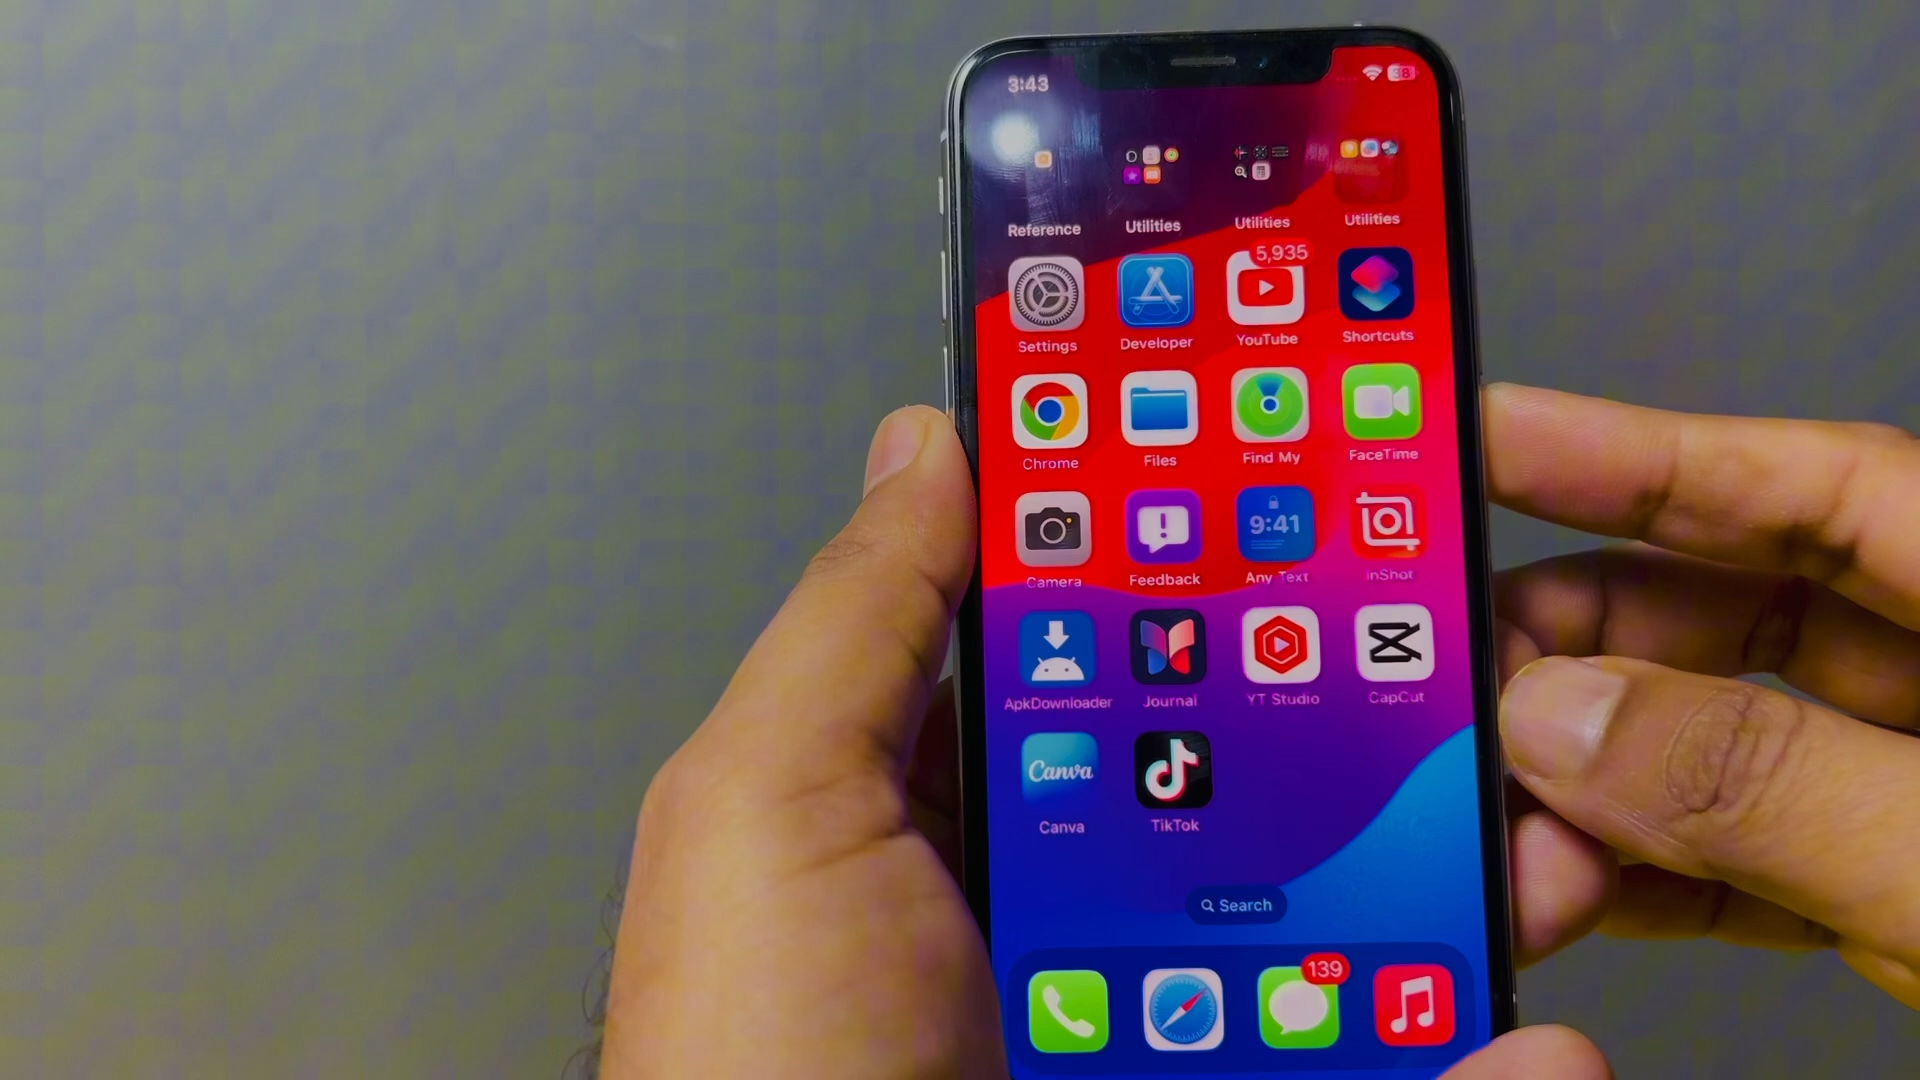 3:43
38
Reference Utilities Utilities Utilities
5,935
Settings Developer YouTube Shortcuts
Chrome Files Find My FaceTime
9:41
Camera Feedback Any Text InShot
ApkDownloader Journal YT Studio CapCut
Canva
Canva TikTok
Search
139